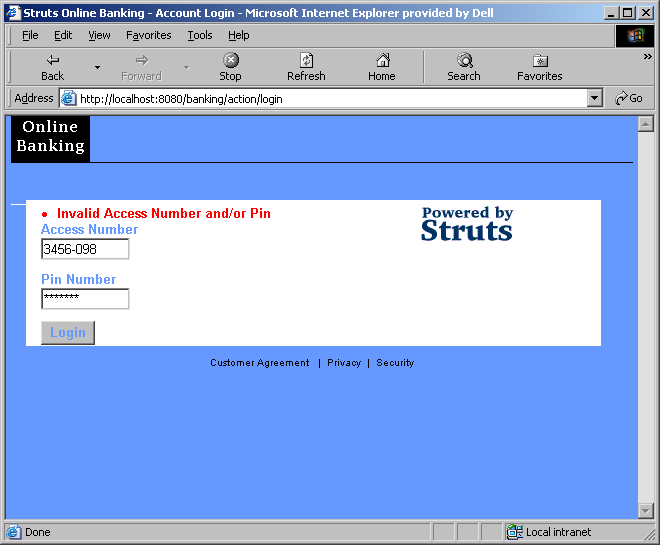 Struts Online Banking - Account Login - Microsoft Internet Explorer provided by Dell
File Edit View Favorites Tools Help
Back Forward Stop Refresh Home Search Favorites »
Address http://localhost:8080/banking/action/login Go
Online
Banking
• Invalid Access Number and/or Pin
Powered by
Struts
Access Number
3456-098
Pin Number
*******
Login
Customer Agreement | Privacy | Security
Done Local intranet